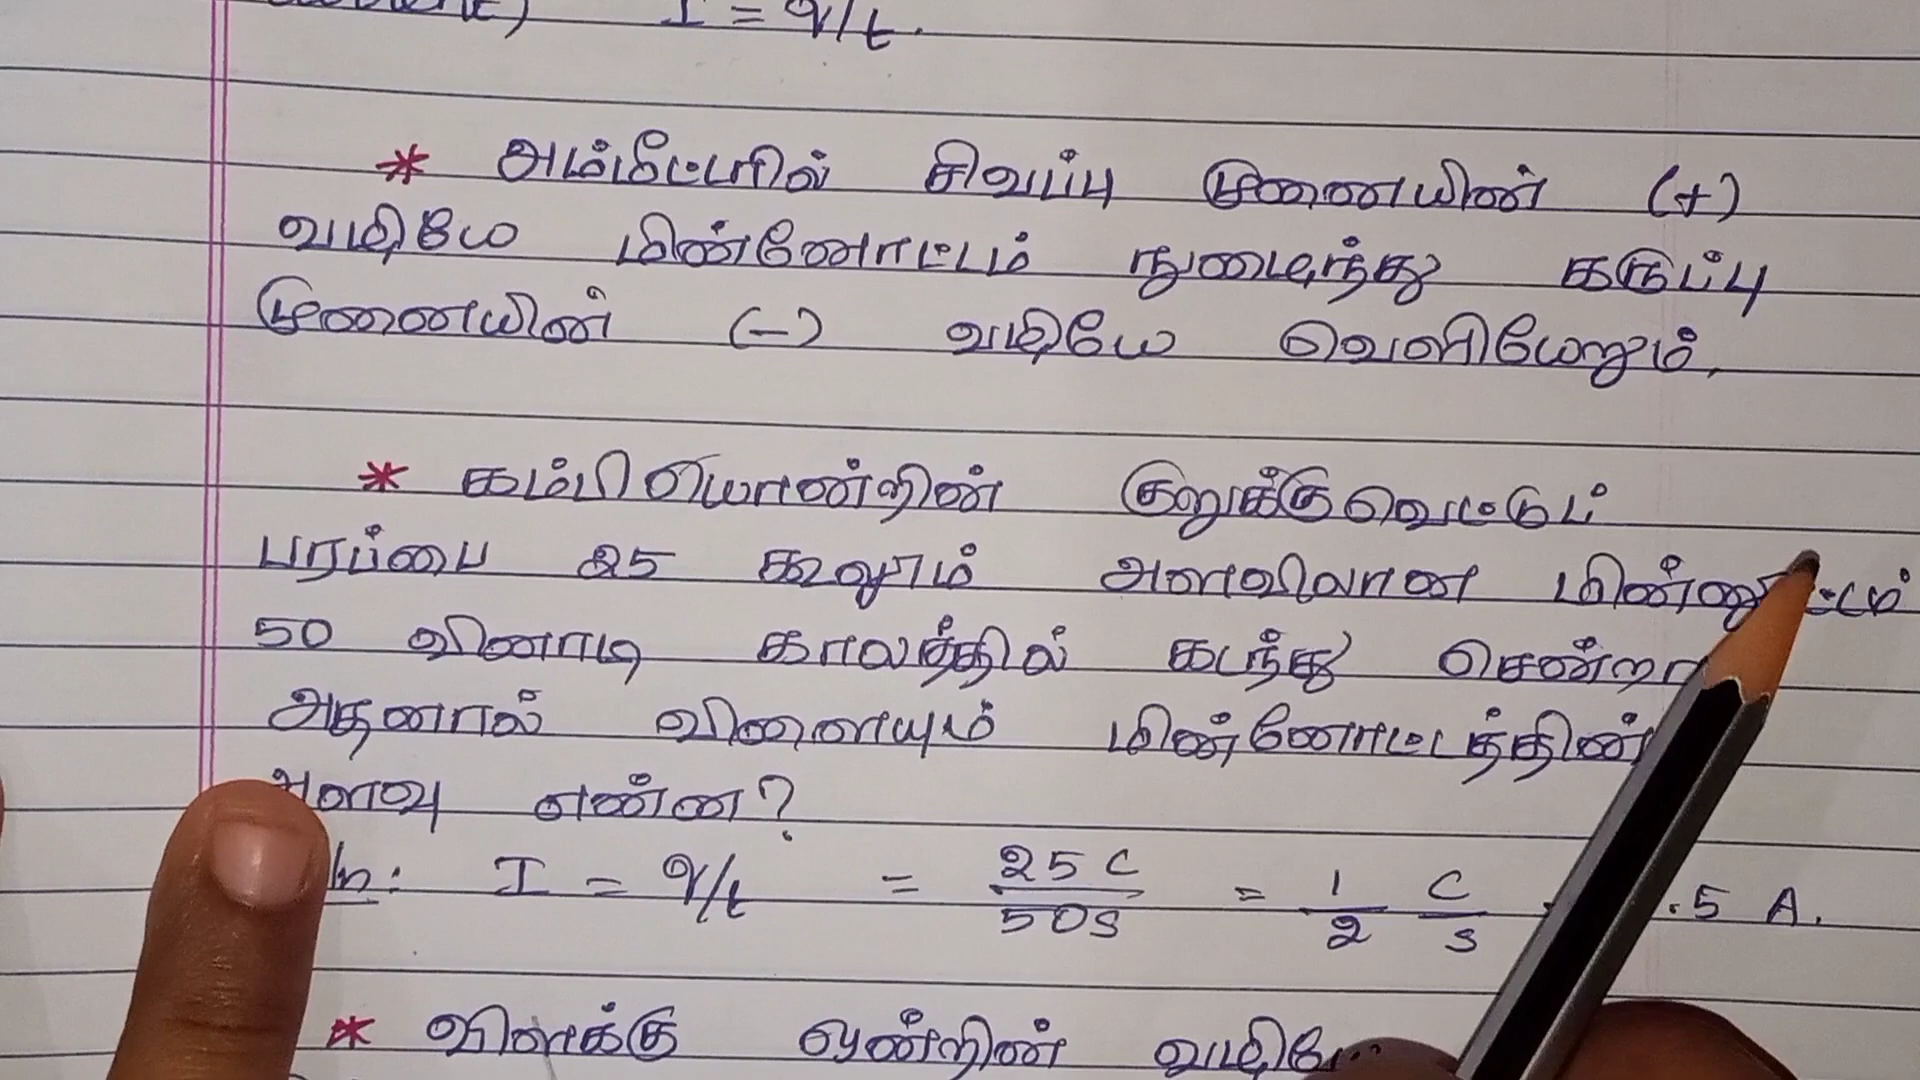 I = q/t.
* அம்மீட்டரில் சிவப்பு முனையின் (+)
வழியே மின்னோட்டம் நுழைந்து கருப்பு
முனையின் (-) வழியே வெளியேறும்.
* கம்பியொன்றின் குறுக்குவெட்டுப்
பரப்பை 25 கூலூம் அளவிலான
50 வினாடி காலத்தில் கடந்து
அதனால் விளையும் மின்னோட்டத்தின்
அளவு என்ன?
I = q/t = 25 C / 50 S = 1/2 C/s .5 A.
* விளக்கு ஒன்றின்